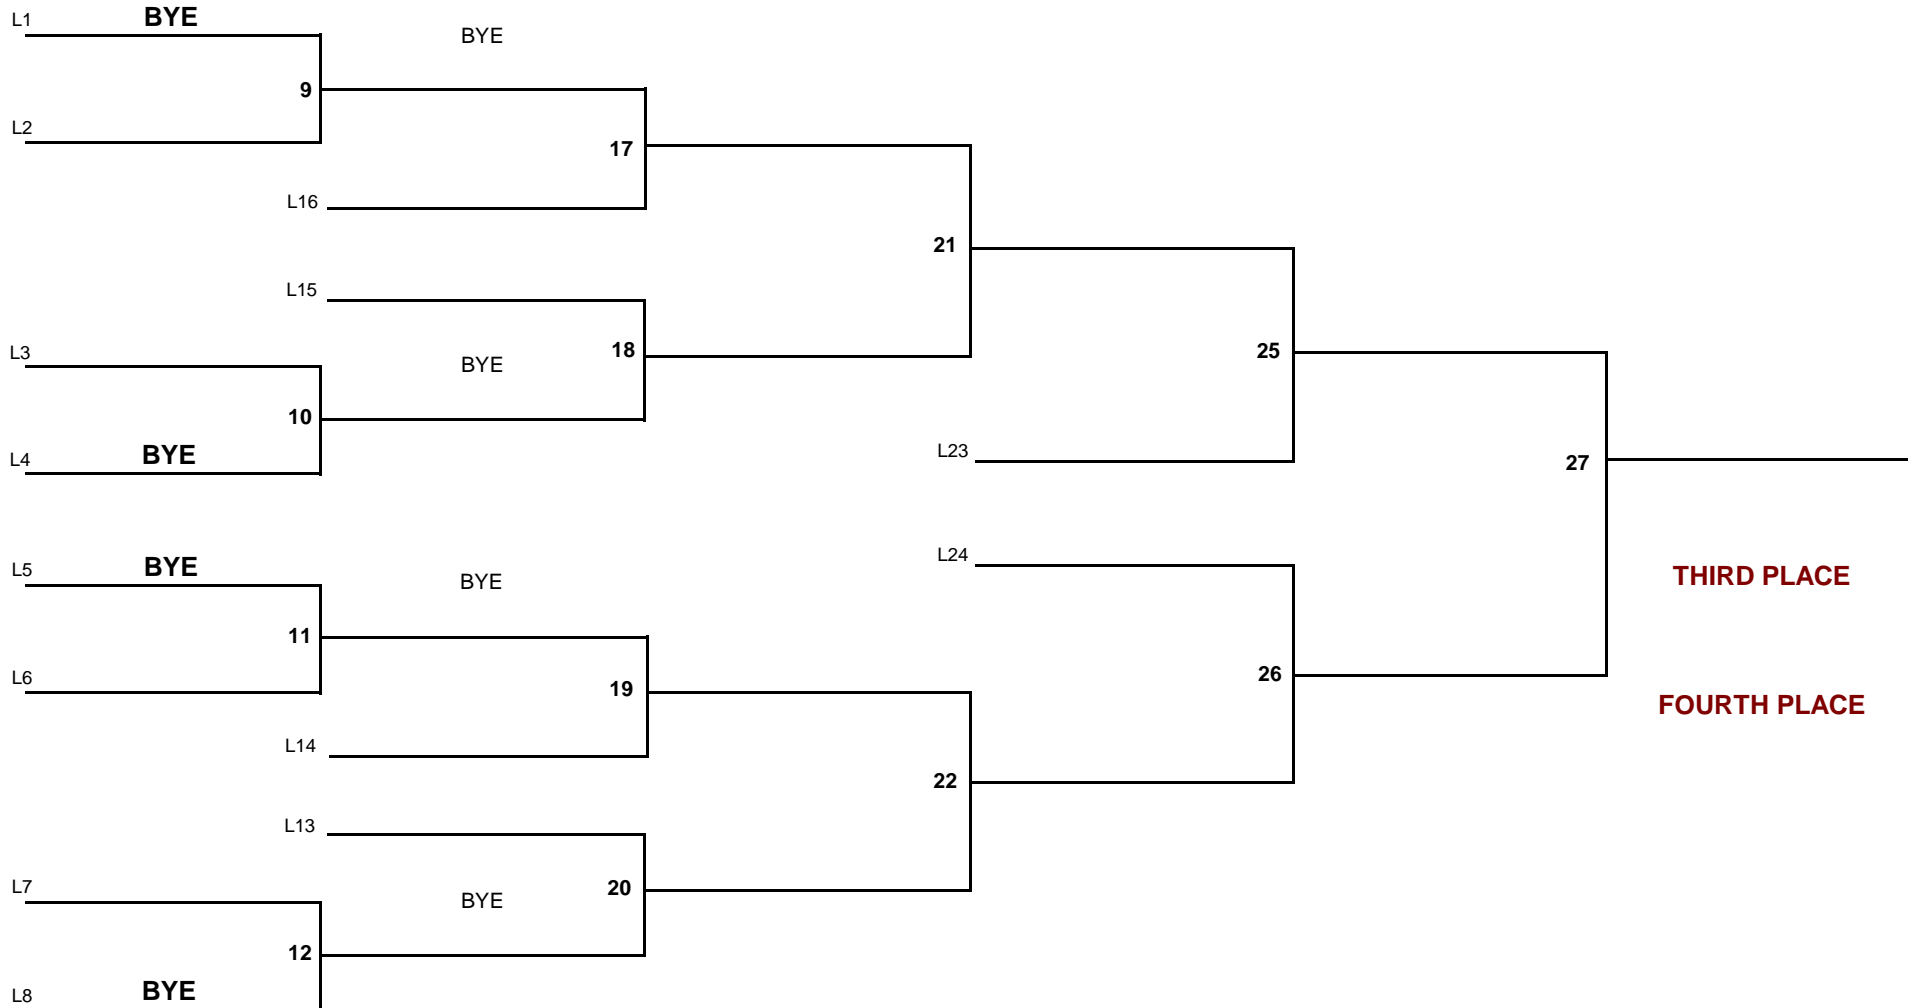 L1
BYE
BYE
9
L2
17
L16
21
L15
L3
BYE
18
25
10
L4
BYE
L23
27
L5
BYE
BYE
L24
THIRD PLACE
11
L6
19
26
FOURTH PLACE
L14
22
L13
L7
BYE
20
12
L8
BYE